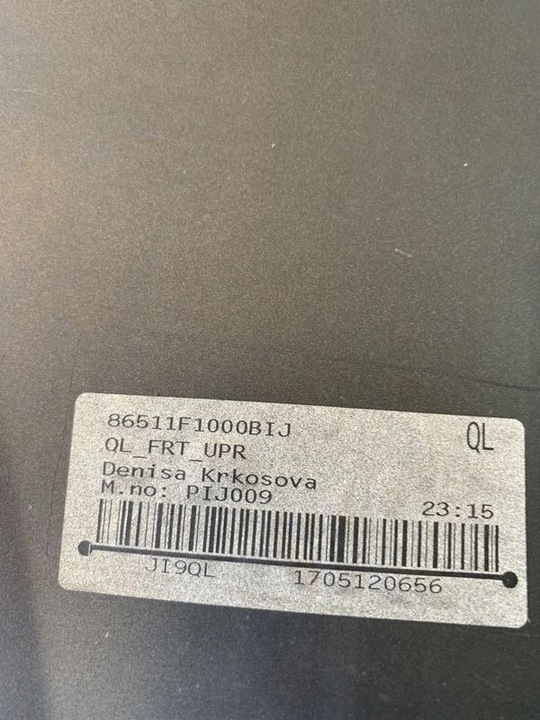 86511F1000BIJ
QL
QL_FRT_UPR
Denisa Krkosova
M.no: PIJ009
23:15
JI9QL 1705120656